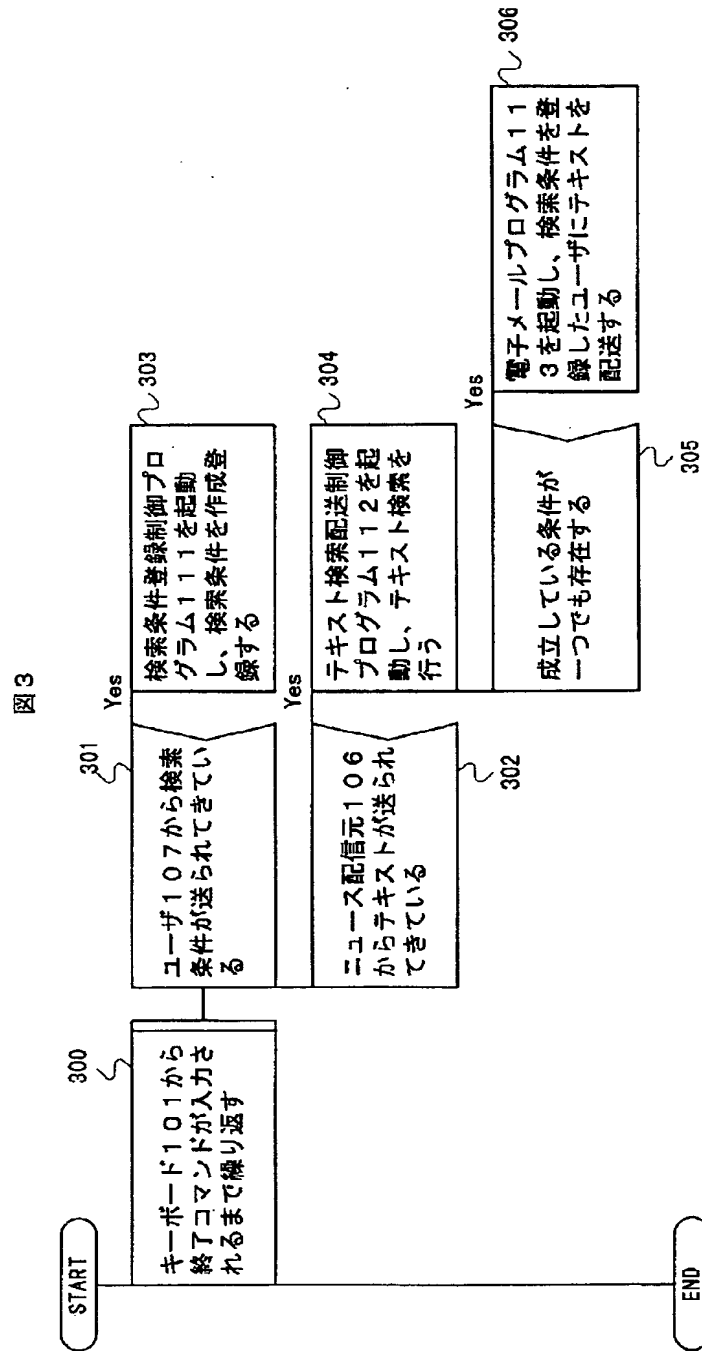 図３
START
300
キーボード１０１から
終了コマンドが入力さ
れるまで繰り返す
301
ユーザ１０７から検索
条件が送られてきてい
る
Yes
303
検索条件登録制御プロ
グラム１１１を起動
し、検索条件を作成登
録する
302
ニュース配信元１０６
からテキストが送られ
てきている
Yes
304
テキスト検索配送制御
プログラム１１２を起
動し、テキスト検索を
行う
305
成立している条件が
一つでも存在する
Yes
306
電子メールプログラム１１
３を起動し、検索条件を登
録したユーザにテキストを
配送する
END